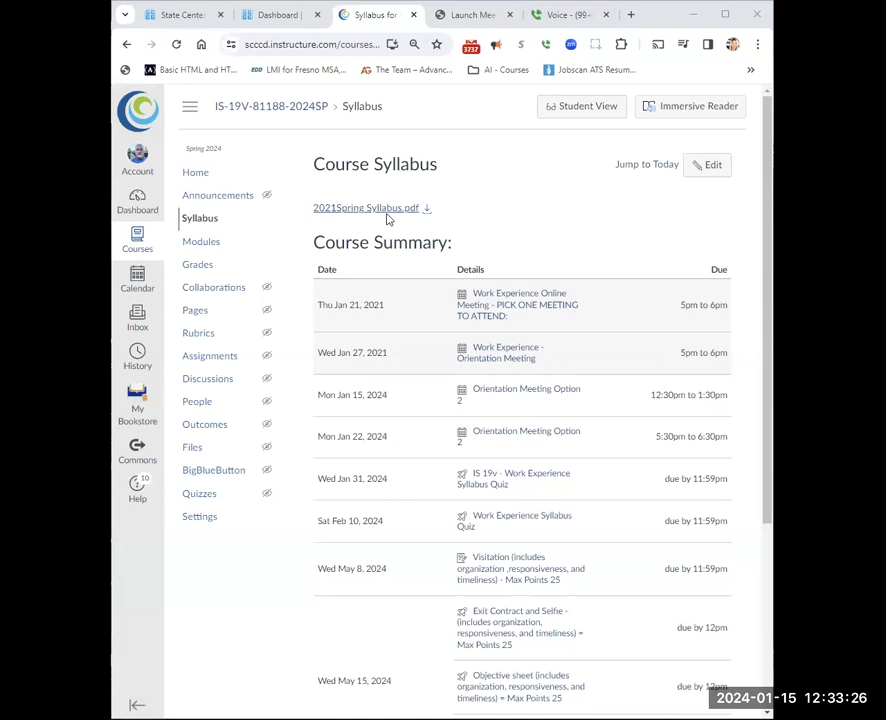 State Center
Dashboard |
Syllabus for
Launch Mee
Voice - (99+
scccd.instructure.com/courses...
3737
S
Basic HTML and HT...
EDD LMI for Fresno MSA,...
AG The Team – Advanc...
AI - Courses
Jobscan ATS Resum...
»
IS-19V-81188-2024SP > Syllabus
Student View
Immersive Reader
Account
Dashboard
Courses
Calendar
Inbox
History
My
Bookstore
Commons
10
Help
Spring 2024
Home
Announcements
Syllabus
Modules
Grades
Collaborations
Pages
Rubrics
Assignments
Discussions
People
Outcomes
Files
BigBlueButton
Quizzes
Settings
Course Syllabus
Jump to Today
Edit
2021Spring Syllabus.pdf
Course Summary:
Date Details Due
Thu Jan 21, 2021
Work Experience Online
Meeting - PICK ONE MEETING
TO ATTEND:
5pm to 6pm
Wed Jan 27, 2021
Work Experience -
Orientation Meeting
5pm to 6pm
Mon Jan 15, 2024
Orientation Meeting Option
2
12:30pm to 1:30pm
Mon Jan 22, 2024
Orientation Meeting Option
2
5:30pm to 6:30pm
Wed Jan 31, 2024
IS 19v - Work Experience
Syllabus Quiz
due by 11:59pm
Sat Feb 10, 2024
Work Experience Syllabus
Quiz
due by 11:59pm
Wed May 8, 2024
Visitation (includes
organization ,responsiveness, and
timeliness) - Max Points 25
due by 11:59pm
Exit Contract and Selfie -
(includes organization,
responsiveness, and timeliness) =
Max Points 25
due by 12pm
Wed May 15, 2024
Objective sheet (includes
organization, responsiveness, and
timeliness) = Max Points 25
due by 12pm
2024-01-15 12:33:26